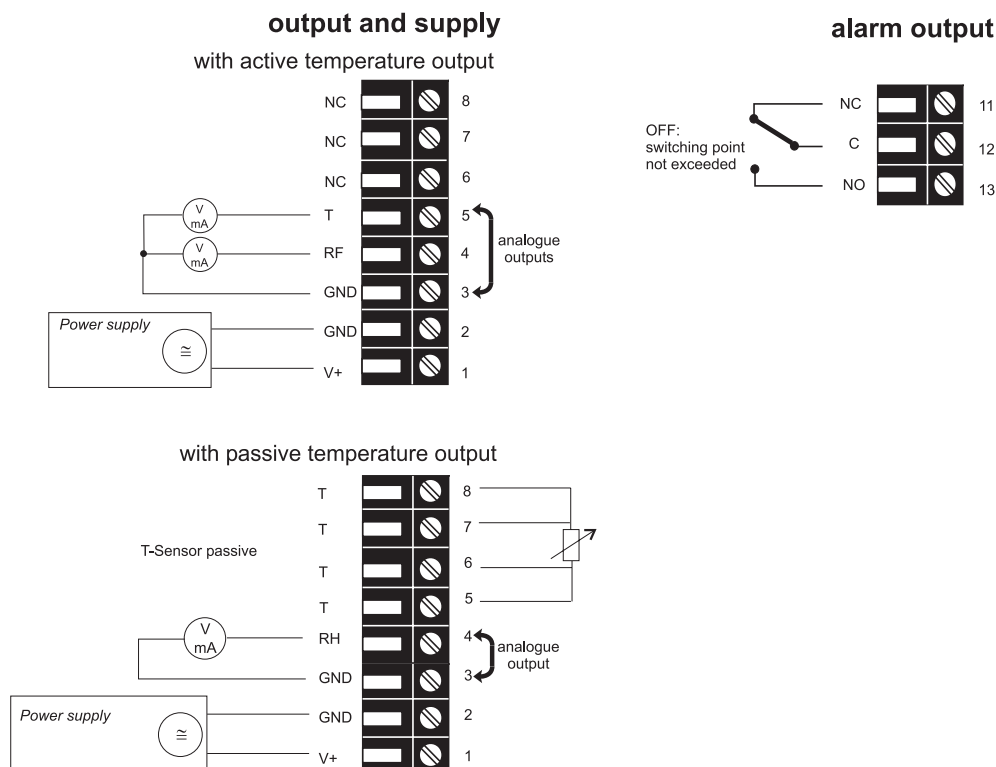 output and supply
with active temperature output
NC 8
NC 7
NC 6
V
mA
T 5
V
mA
RF 4
analogue
outputs
GND 3
Power supply
≅
GND 2
V+ 1
alarm output
OFF:
switching point
not exceeded
NC 11
C 12
NO 13
with passive temperature output
T 8
T 7
T-Sensor passive
T 6
T 5
V
mA
RH 4
analogue
output
GND 3
Power supply
≅
GND 2
V+ 1